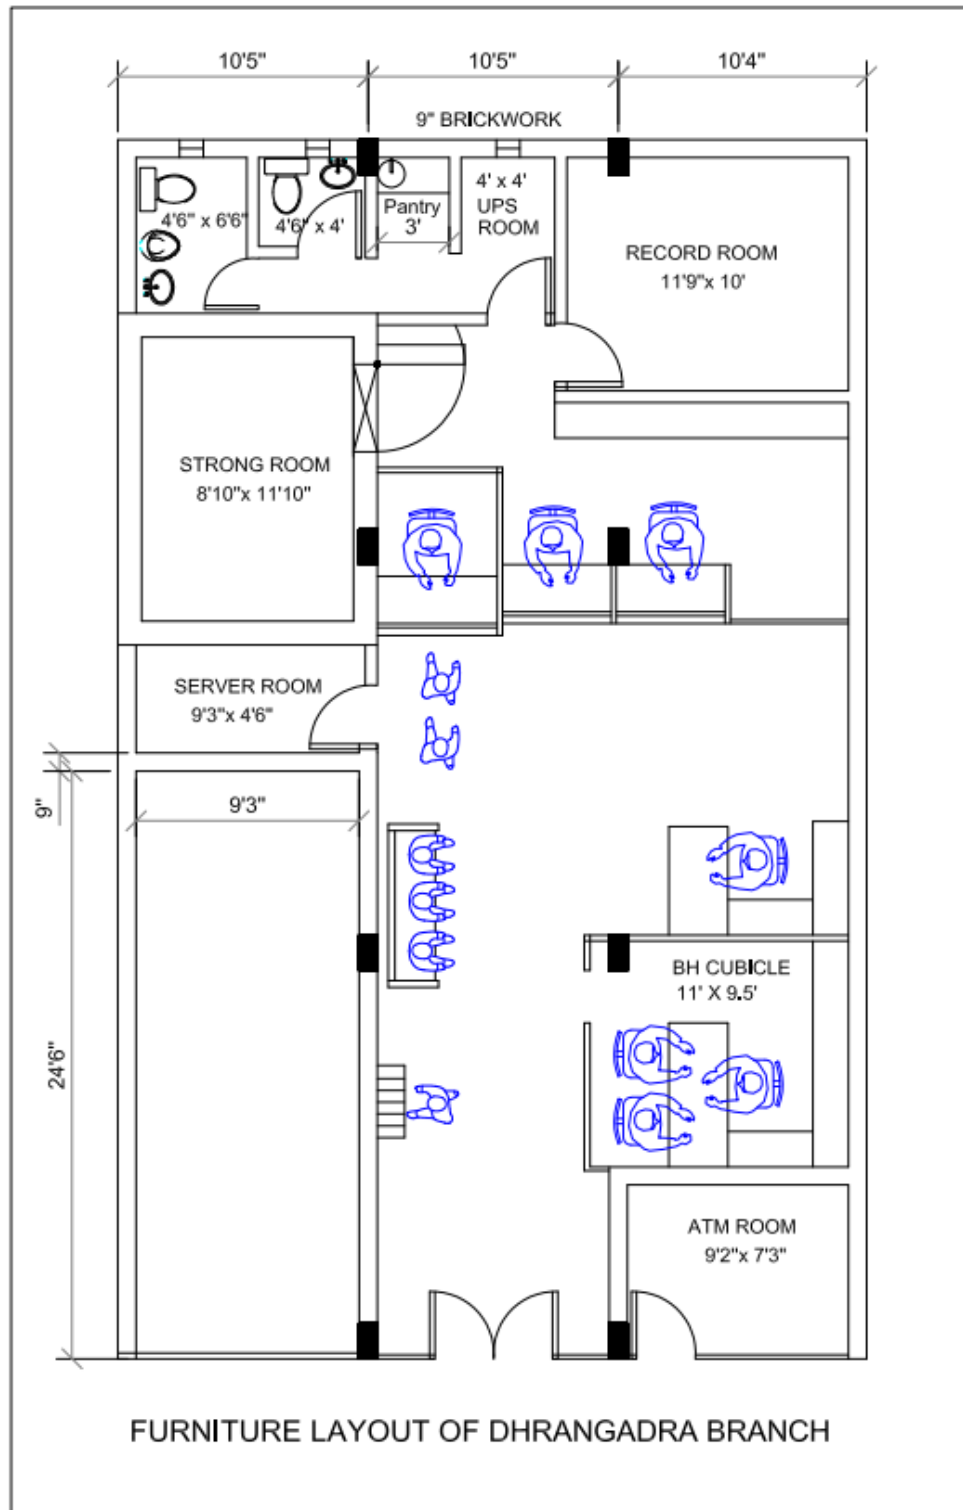 10'5"
10'5"
10'4"
9" BRICKWORK
4'6" x 6'6"
4'6" x 4'
Pantry
3'
4' x 4'
UPS
ROOM
RECORD ROOM
11'9"x 10'
STRONG ROOM
8'10"x 11'10"
SERVER ROOM
9'3"x 4'6"
9"
9'3"
24'6"
BH CUBICLE
11' X 9.5'
ATM ROOM
9'2"x 7'3"
FURNITURE LAYOUT OF DHRANGADRA BRANCH